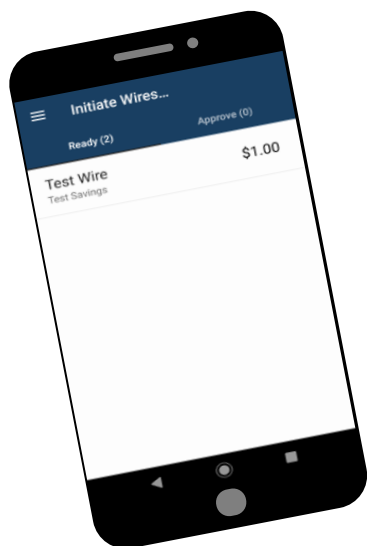 Initiate Wires...
Ready (2) Approve (0)
Test Wire $1.00
Test Savings